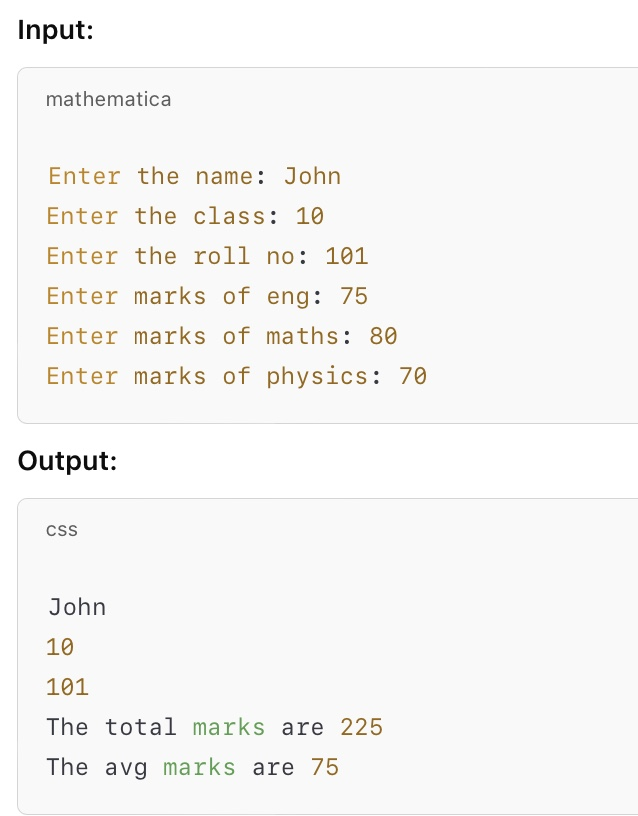 Input:
mathematica
Enter the name: John
Enter the class: 10
Enter the roll no: 101
Enter marks of eng: 75
Enter marks of maths: 80
Enter marks of physics: 70
Output:
css
John
10
101
The total marks are 225
The avg marks are 75